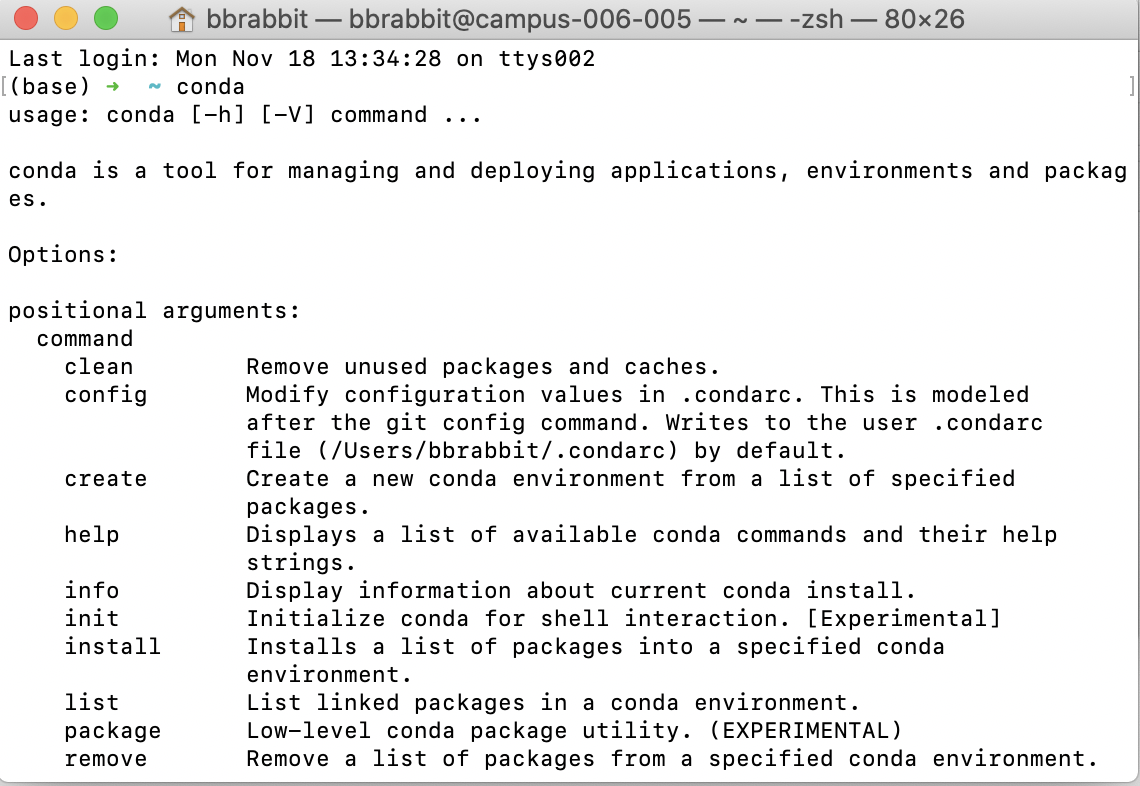 bbrabbit — bbrabbit@campus-006-005 — ~ — -zsh — 80×26
Last login: Mon Nov 18 13:34:28 on ttys002
[(base) ➜  ~ conda ]
usage: conda [-h] [-V] command ...
conda is a tool for managing and deploying applications, environments and packag
es.
Options:
positional arguments:
  command
    clean        Remove unused packages and caches.
    config       Modify configuration values in .condarc. This is modeled
                 after the git config command. Writes to the user .condarc
                 file (/Users/bbrabbit/.condarc) by default.
    create       Create a new conda environment from a list of specified
                 packages.
    help         Displays a list of available conda commands and their help
                 strings.
    info         Display information about current conda install.
    init         Initialize conda for shell interaction. [Experimental]
    install      Installs a list of packages into a specified conda
                 environment.
    list         List linked packages in a conda environment.
    package      Low-level conda package utility. (EXPERIMENTAL)
    remove       Remove a list of packages from a specified conda environment.